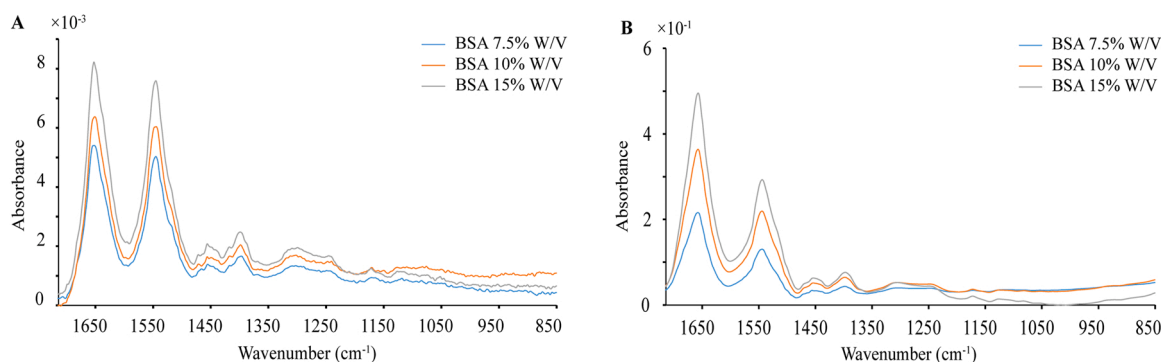 A
×10⁻³
BSA 7.5% W/V
BSA 10% W/V
BSA 15% W/V
8
6
4
2
0
Absorbance
1650 1550 1450 1350 1250 1150 1050 950 850
Wavenumber (cm⁻¹)
B
×10⁻¹
BSA 7.5% W/V
BSA 10% W/V
BSA 15% W/V
6
4
2
0
Absorbance
1650 1550 1450 1350 1250 1150 1050 950 850
Wavenumber (cm⁻¹)